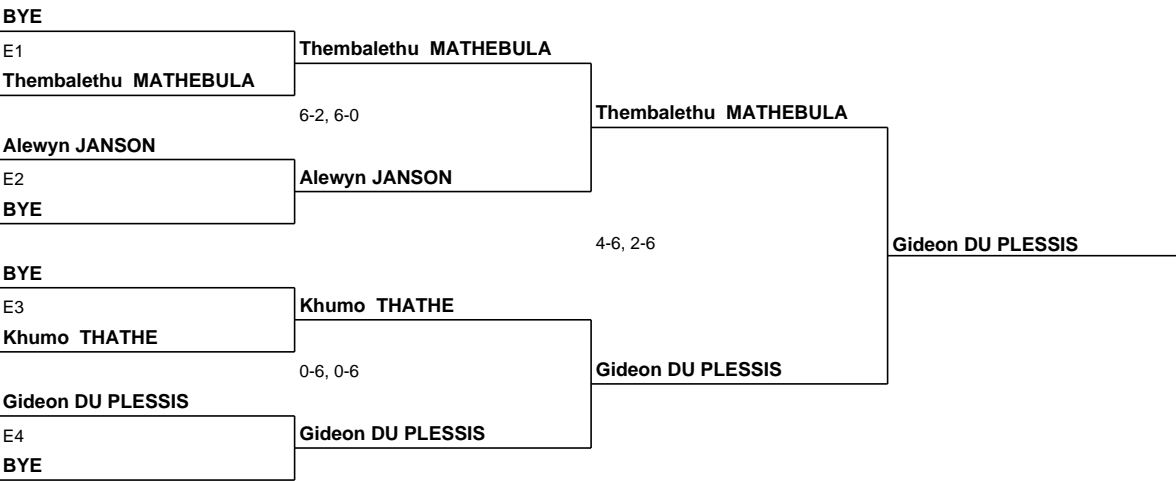 BYE
E1
Thembalethu MATHEBULA
Thembalethu MATHEBULA
6-2, 6-0
Thembalethu MATHEBULA
Alewyn JANSON
E2
Alewyn JANSON
BYE
4-6, 2-6
Gideon DU PLESSIS
BYE
E3
Khumo THATHE
Khumo THATHE
0-6, 0-6
Gideon DU PLESSIS
Gideon DU PLESSIS
E4
Gideon DU PLESSIS
BYE